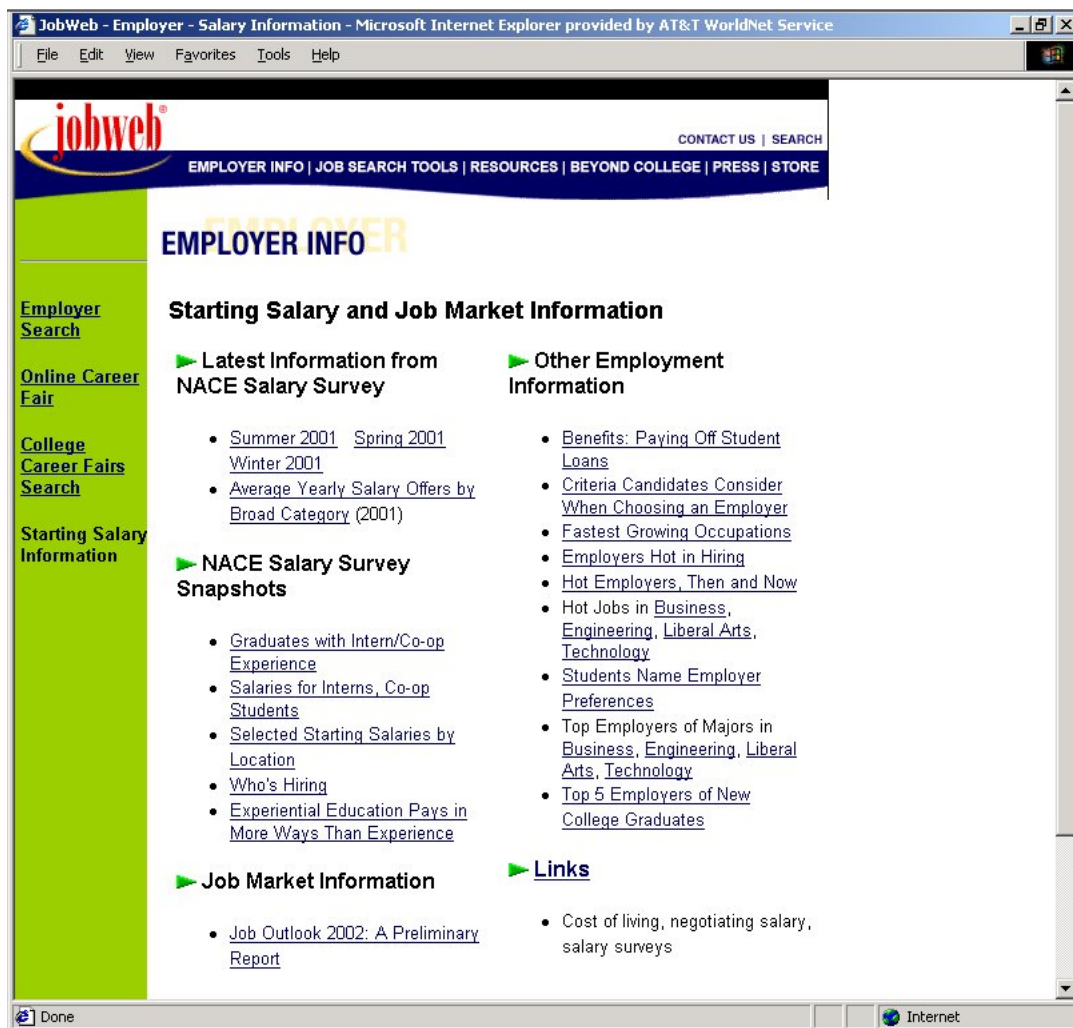 JobWeb - Employer - Salary Information - Microsoft Internet Explorer provided by AT&T WorldNet Service
File Edit View Favorites Tools Help
jobweb®
CONTACT US | SEARCH
EMPLOYER INFO | JOB SEARCH TOOLS | RESOURCES | BEYOND COLLEGE | PRESS | STORE
EMPLOYER
EMPLOYER INFO
Employer
Search
Online Career
Fair
College
Career Fairs
Search
Starting Salary
Information
Starting Salary and Job Market Information
Latest Information from
NACE Salary Survey
• Summer 2001 Spring 2001
Winter 2001
• Average Yearly Salary Offers by
Broad Category (2001)
NACE Salary Survey
Snapshots
• Graduates with Intern/Co-op
Experience
• Salaries for Interns, Co-op
Students
• Selected Starting Salaries by
Location
• Who's Hiring
• Experiential Education Pays in
More Ways Than Experience
Job Market Information
• Job Outlook 2002: A Preliminary
Report
Other Employment
Information
• Benefits: Paying Off Student
Loans
• Criteria Candidates Consider
When Choosing an Employer
• Fastest Growing Occupations
• Employers Hot in Hiring
• Hot Employers, Then and Now
• Hot Jobs in Business,
Engineering, Liberal Arts,
Technology
• Students Name Employer
Preferences
• Top Employers of Majors in
Business, Engineering, Liberal
Arts, Technology
• Top 5 Employers of New
College Graduates
Links
• Cost of living, negotiating salary,
salary surveys
Done
Internet